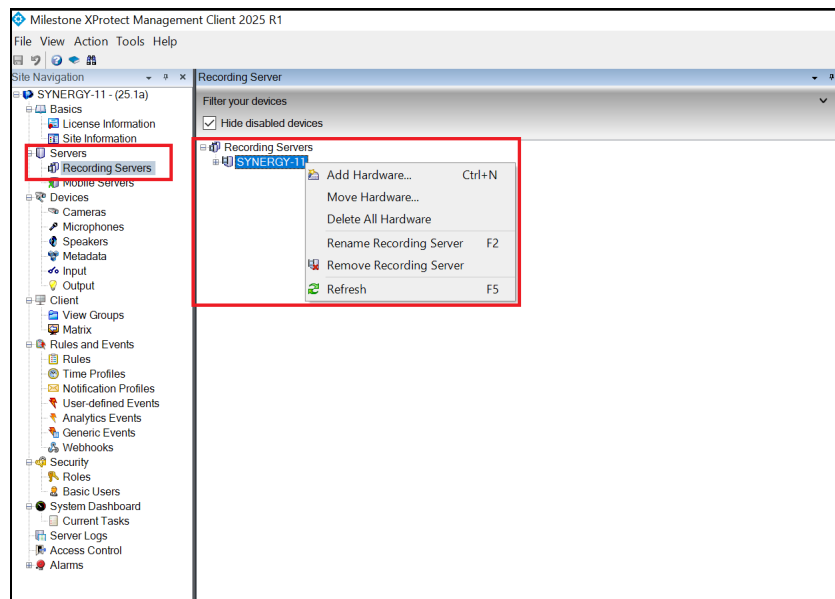 Milestone XProtect Management Client 2025 R1
File View Action Tools Help
Site Navigation
SYNERGY-11 - (25.1a)
Basics
License Information
Site Information
Servers
Recording Servers
Mobile Servers
Devices
Cameras
Microphones
Speakers
Metadata
Input
Output
Client
View Groups
Matrix
Rules and Events
Rules
Time Profiles
Notification Profiles
User-defined Events
Analytics Events
Generic Events
Webhooks
Security
Roles
Basic Users
System Dashboard
Current Tasks
Server Logs
Access Control
Alarms
Recording Server
Filter your devices
Hide disabled devices
Recording Servers
SYNERGY-11
Add Hardware... Ctrl+N
Move Hardware...
Delete All Hardware
Rename Recording Server F2
Remove Recording Server
Refresh F5